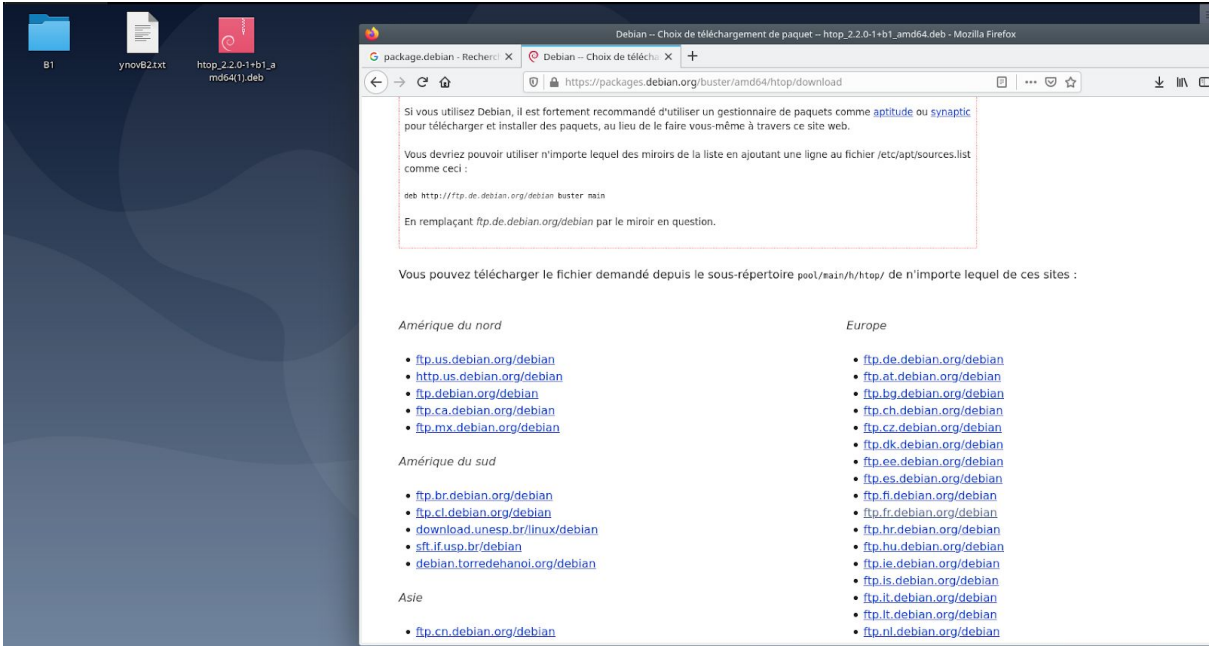 B1
ynovB2.txt
htop_2.2.0-1+b1_a
md64(1).deb
Debian -- Choix de téléchargement de paquet -- htop_2.2.0-1+b1_amd64.deb - Mozilla Firefox
package.debian - Recherc
Debian -- Choix de télécha
https://packages.debian.org/buster/amd64/htop/download
Si vous utilisez Debian, il est fortement recommandé d'utiliser un gestionnaire de paquets comme aptitude ou synaptic
pour télécharger et installer des paquets, au lieu de le faire vous-même à travers ce site web.
Vous devriez pouvoir utiliser n'importe lequel des miroirs de la liste en ajoutant une ligne au fichier /etc/apt/sources.list
comme ceci :
deb http://ftp.de.debian.org/debian buster main
En remplaçant ftp.de.debian.org/debian par le miroir en question.
Vous pouvez télécharger le fichier demandé depuis le sous-répertoire pool/main/h/htop/ de n'importe lequel de ces sites :
Amérique du nord
ftp.us.debian.org/debian
http.us.debian.org/debian
ftp.debian.org/debian
ftp.ca.debian.org/debian
ftp.mx.debian.org/debian
Amérique du sud
ftp.br.debian.org/debian
ftp.cl.debian.org/debian
download.unesp.br/linux/debian
sft.if.usp.br/debian
debian.torredehanoi.org/debian
Asie
ftp.cn.debian.org/debian
Europe
ftp.de.debian.org/debian
ftp.at.debian.org/debian
ftp.bg.debian.org/debian
ftp.ch.debian.org/debian
ftp.cz.debian.org/debian
ftp.dk.debian.org/debian
ftp.ee.debian.org/debian
ftp.es.debian.org/debian
ftp.fi.debian.org/debian
ftp.fr.debian.org/debian
ftp.hr.debian.org/debian
ftp.hu.debian.org/debian
ftp.ie.debian.org/debian
ftp.is.debian.org/debian
ftp.it.debian.org/debian
ftp.lt.debian.org/debian
ftp.nl.debian.org/debian